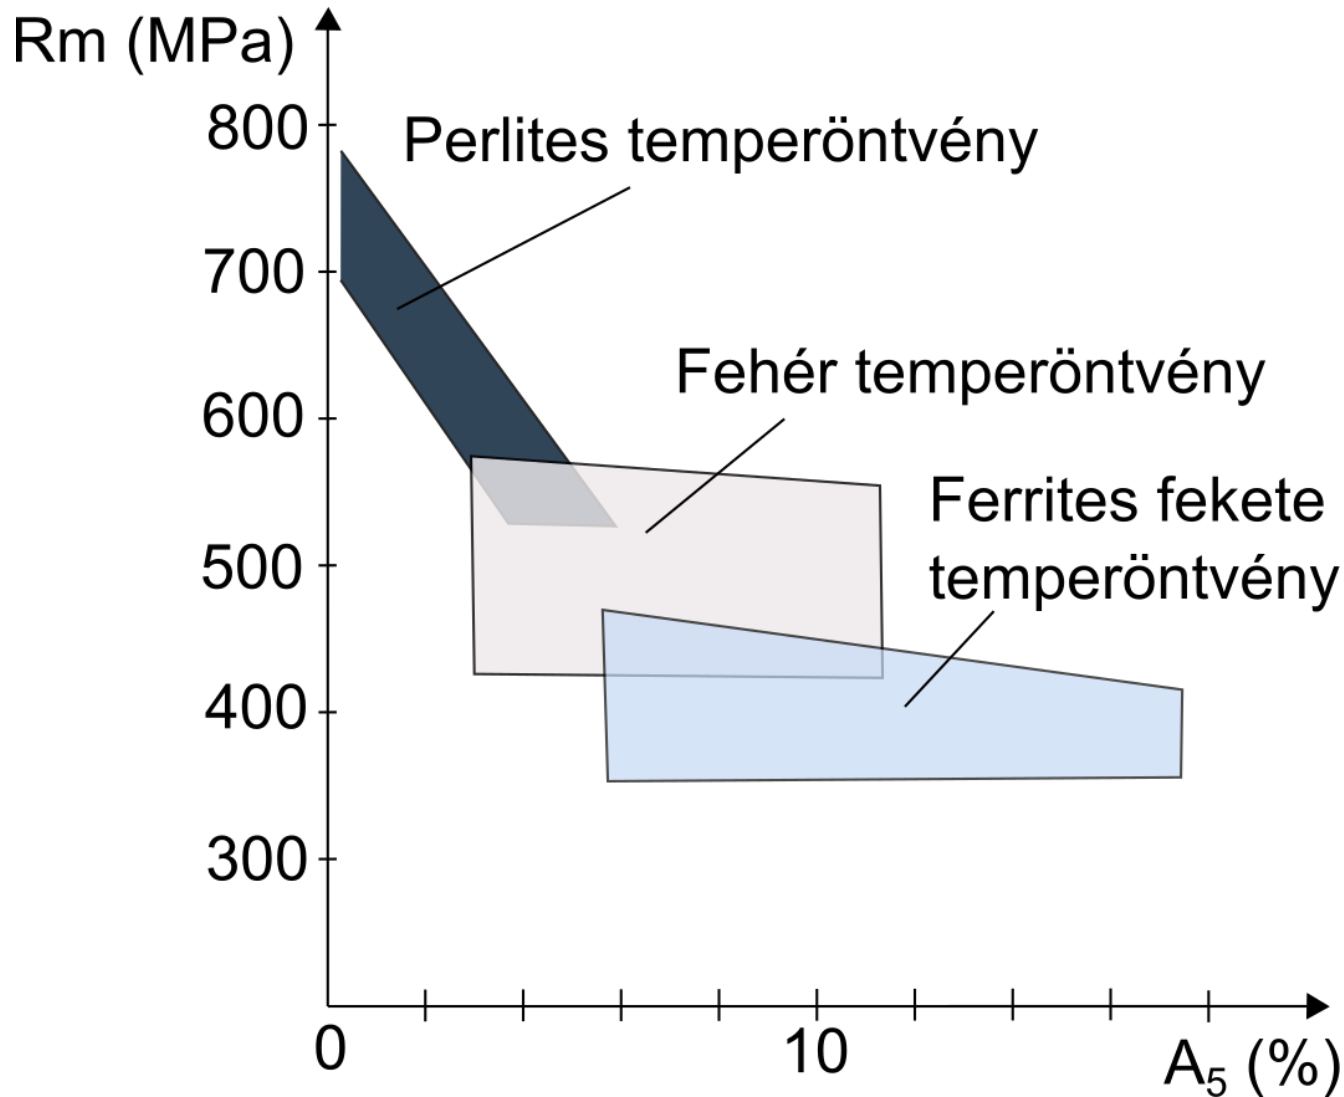 Rm (MPa)
800
Perlites temperöntvény
700
Fehér temperöntvény
600
Ferrites fekete
temperöntvény
500
400
300
0
10
A₅ (%)